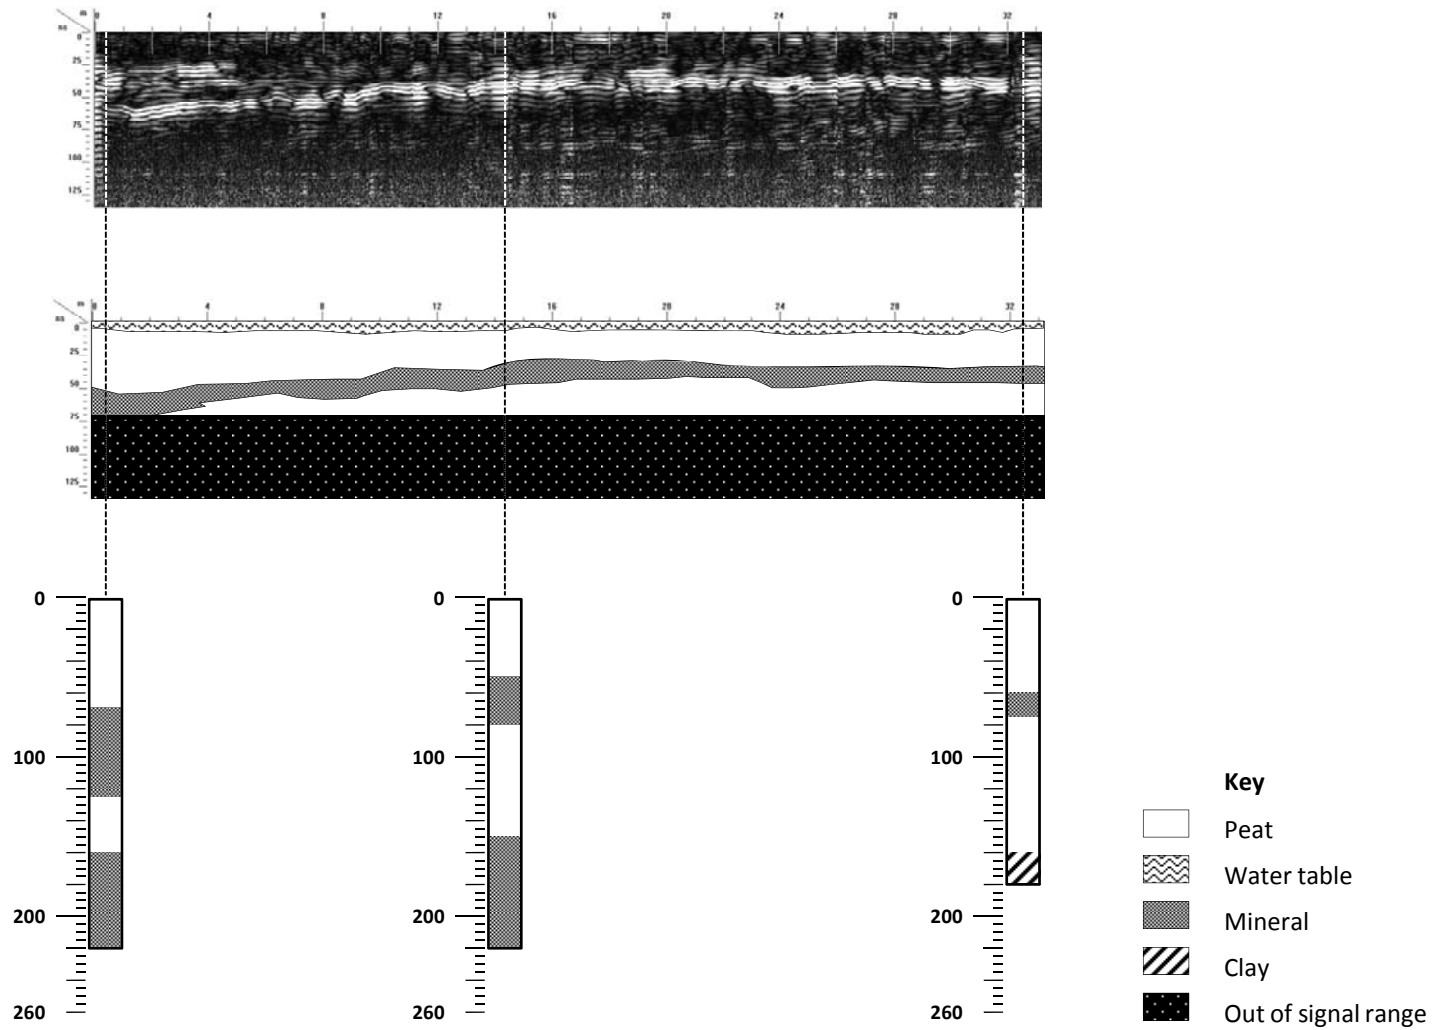 m 0 4 8 12 16 20 24 28 32
ns 0
25
50
75
100
125
m 0 4 8 12 16 20 24 28 32
ns 0
25
50
75
100
125
0 0 0
100 100 100
200 200 200
260 260 260
Key
Peat
Water table
Mineral
Clay
Out of signal range